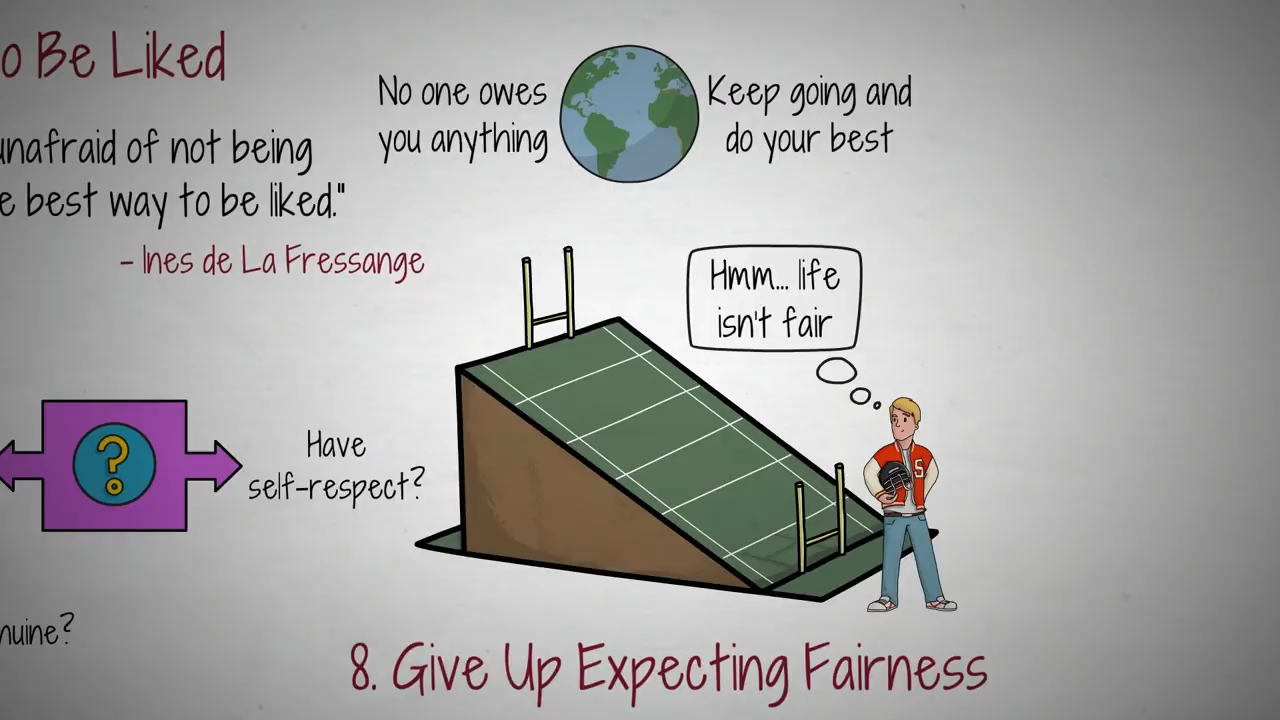 o Be Liked
unafraid of not being
e best way to be liked."
- Ines de La Fressange
No one owes
you anything
Keep going and
do your best
Hmm... life
isn't fair
S
?
Have
self-respect?
nuine?
8. Give Up Expecting Fairness